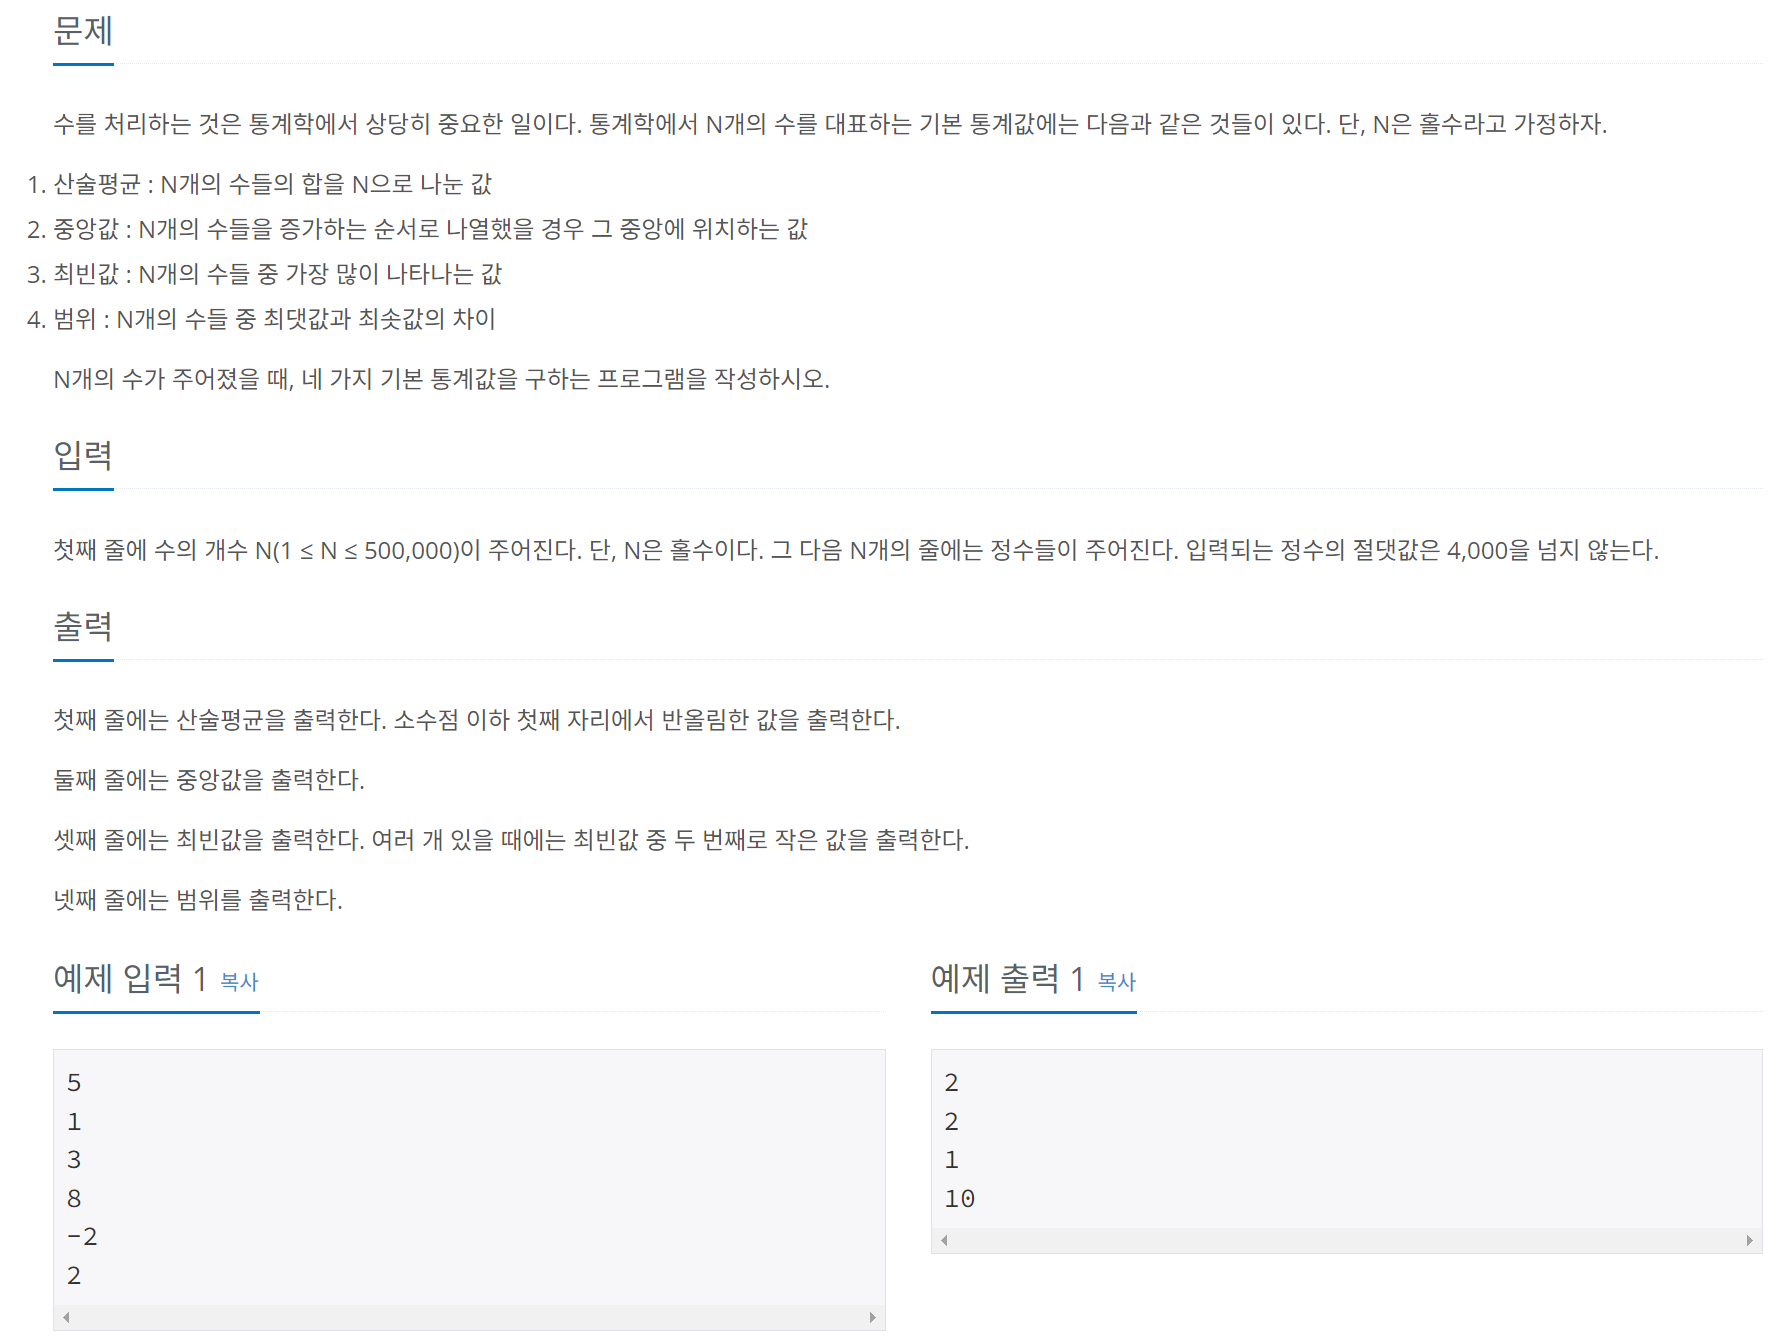 문제
수를 처리하는 것은 통계학에서 상당히 중요한 일이다. 통계학에서 N개의 수를 대표하는 기본 통계값에는 다음과 같은 것들이 있다. 단, N은 홀수라고 가정하자.
1. 산술평균 : N개의 수들의 합을 N으로 나눈 값
2. 중앙값 : N개의 수들을 증가하는 순서로 나열했을 경우 그 중앙에 위치하는 값
3. 최빈값 : N개의 수들 중 가장 많이 나타나는 값
4. 범위 : N개의 수들 중 최댓값과 최솟값의 차이
N개의 수가 주어졌을 때, 네 가지 기본 통계값을 구하는 프로그램을 작성하시오.
입력
첫째 줄에 수의 개수 N(1 ≤ N ≤ 500,000)이 주어진다. 단, N은 홀수이다. 그 다음 N개의 줄에는 정수들이 주어진다. 입력되는 정수의 절댓값은 4,000을 넘지 않는다.
출력
첫째 줄에는 산술평균을 출력한다. 소수점 이하 첫째 자리에서 반올림한 값을 출력한다.
둘째 줄에는 중앙값을 출력한다.
셋째 줄에는 최빈값을 출력한다. 여러 개 있을 때에는 최빈값 중 두 번째로 작은 값을 출력한다.
넷째 줄에는 범위를 출력한다.
예제 입력 1 복사
5
1
3
8
-2
2
예제 출력 1 복사
2
2
1
10